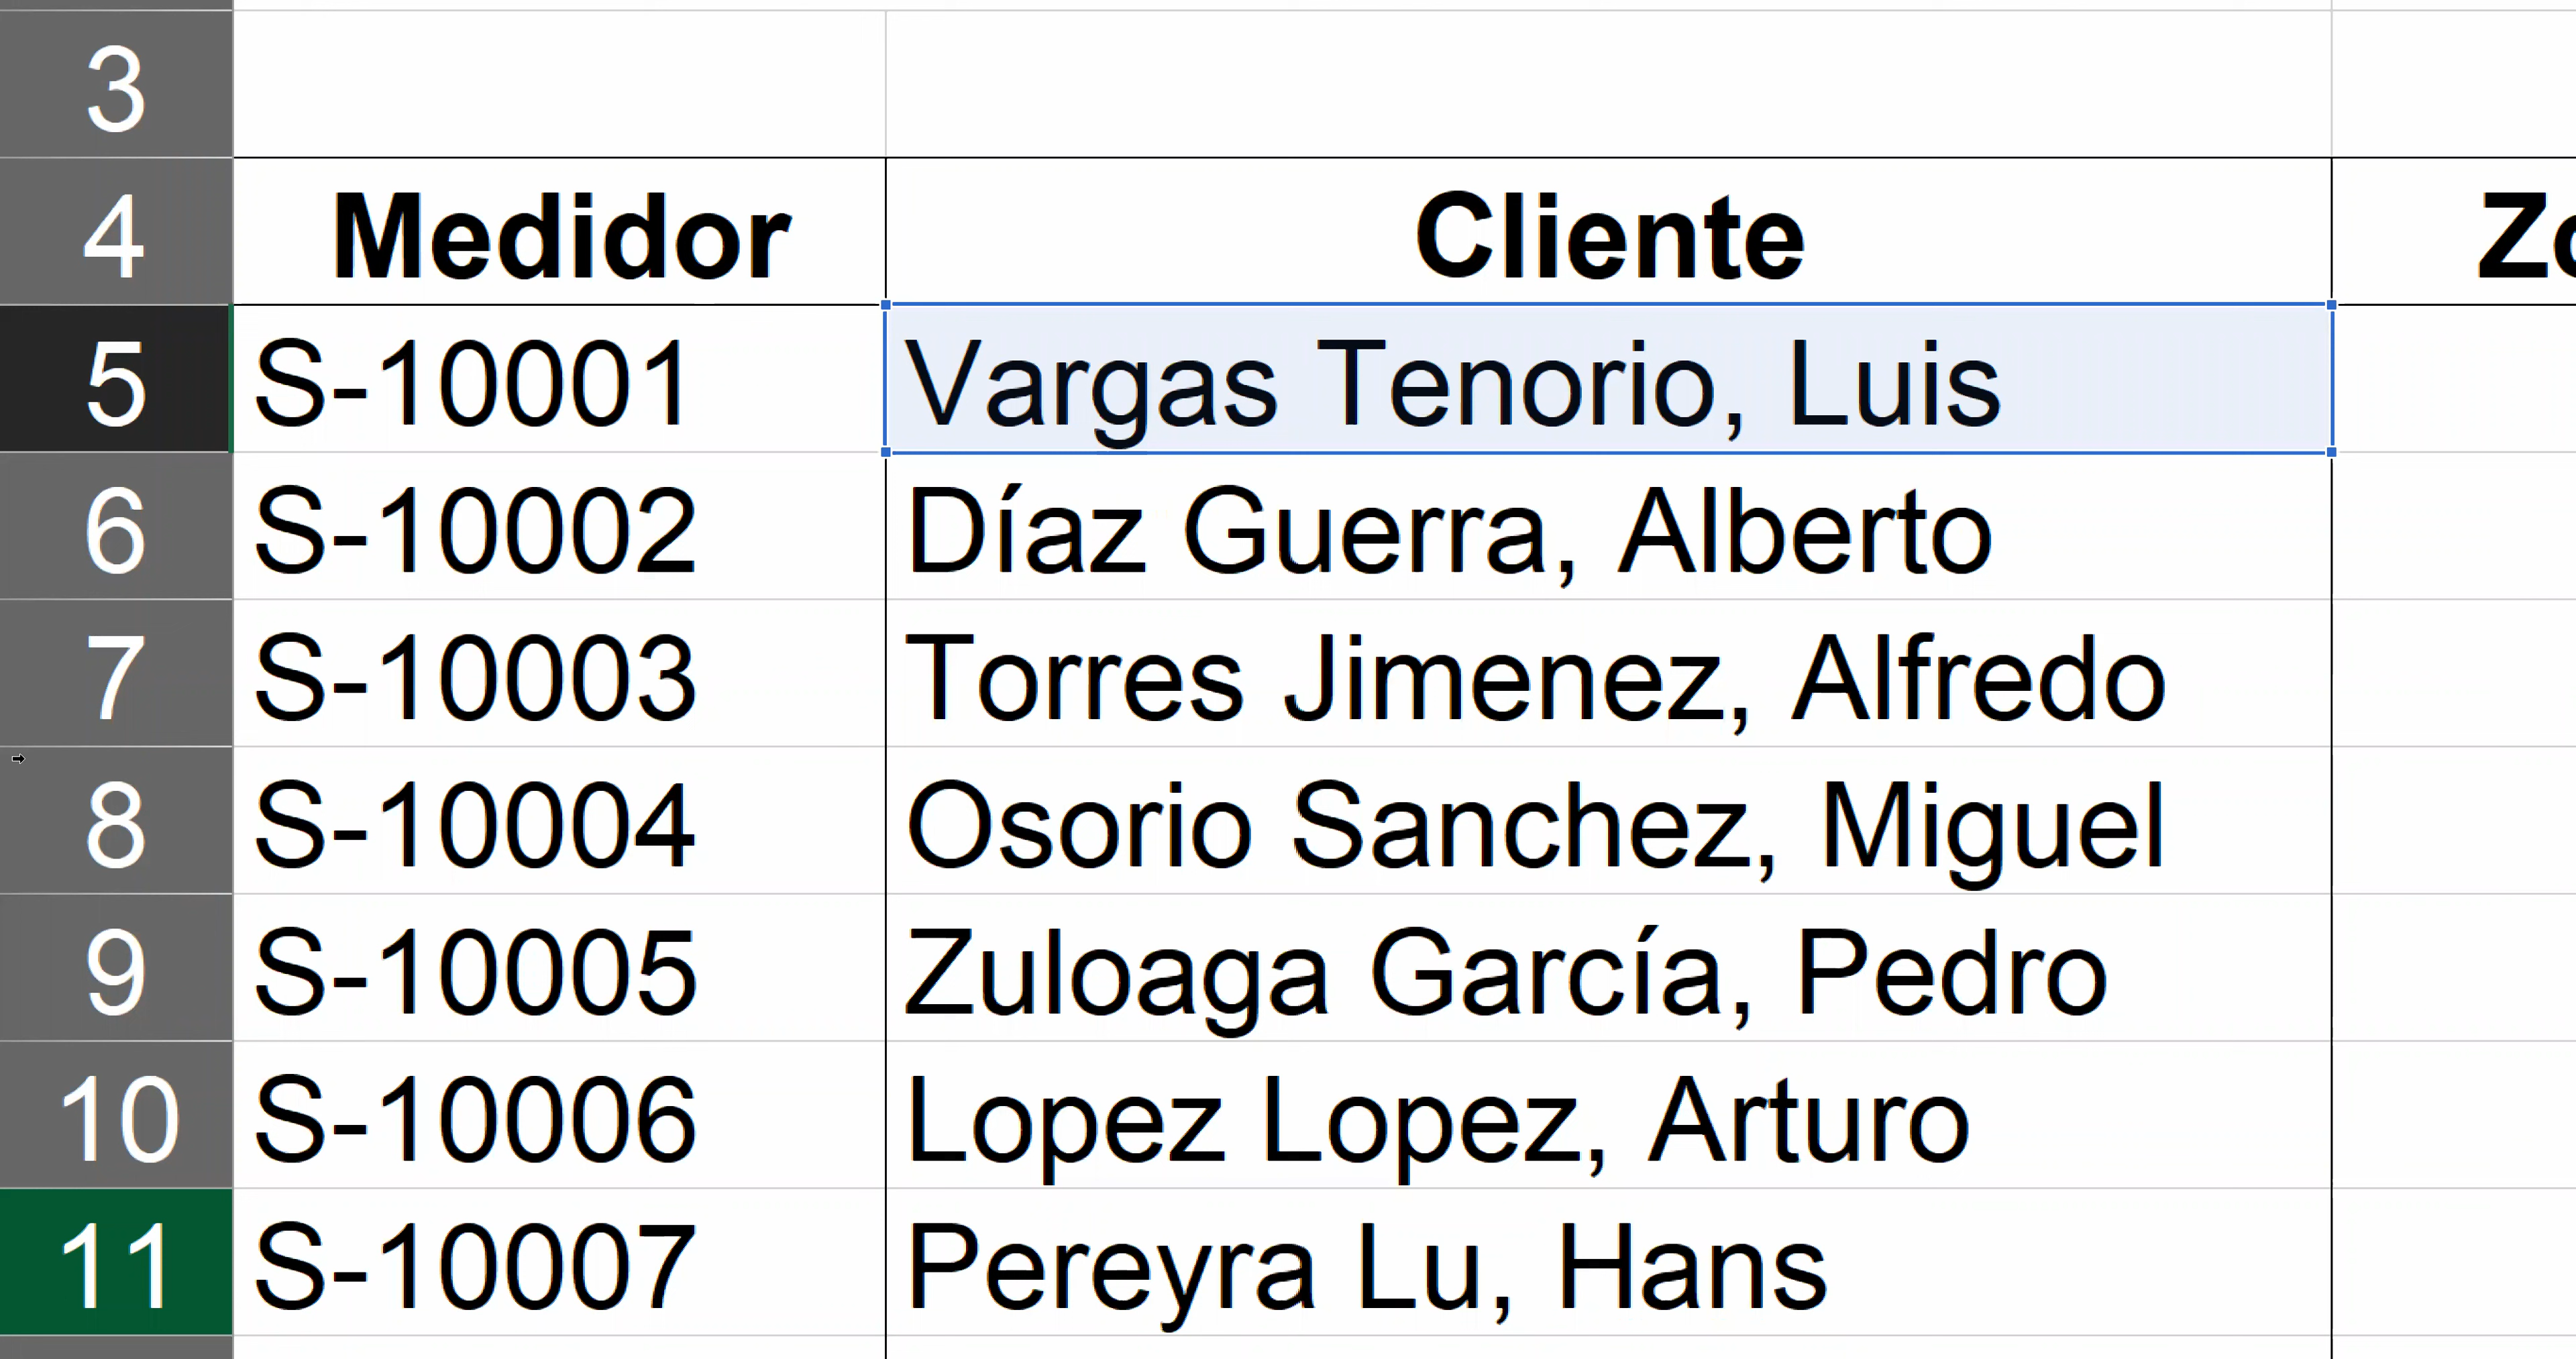 3
4 Medidor Cliente
5 S-10001 Vargas Tenorio, Luis
6 S-10002 Díaz Guerra, Alberto
7 S-10003 Torres Jimenez, Alfredo
8 S-10004 Osorio Sanchez, Miguel
9 S-10005 Zuloaga García, Pedro
10 S-10006 Lopez Lopez, Arturo
11 S-10007 Pereyra Lu, Hans